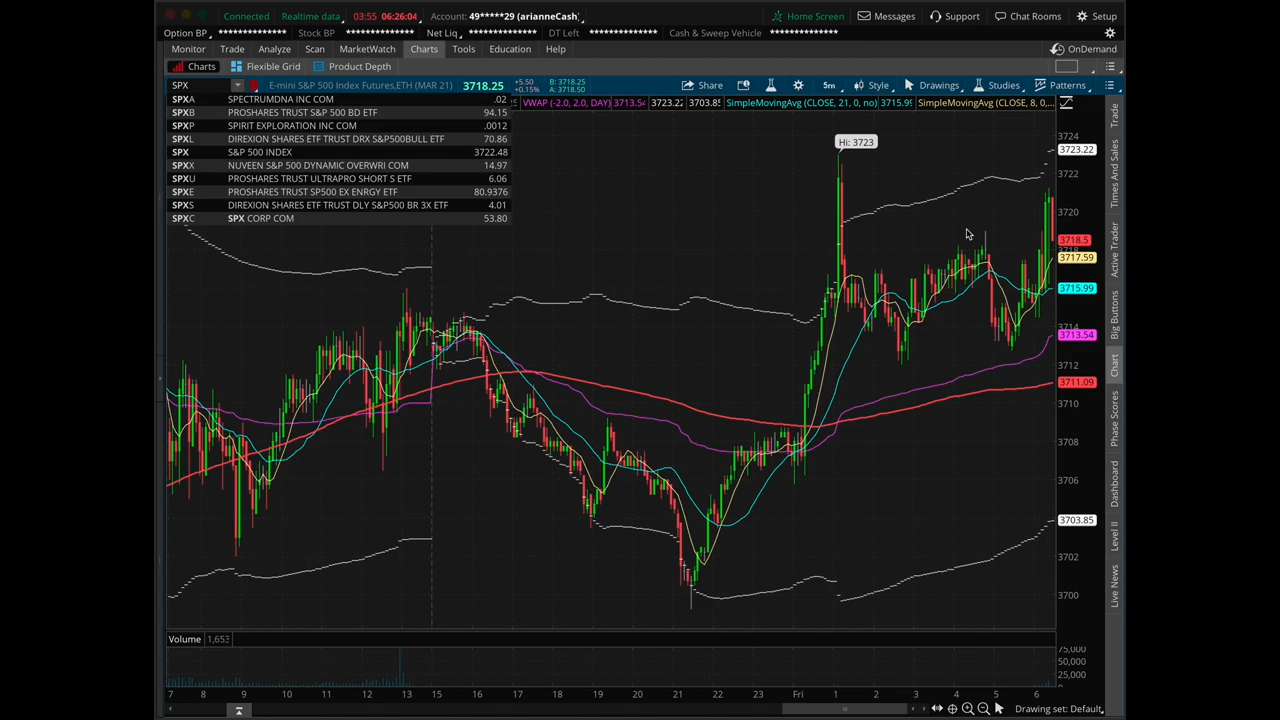 Connected Realtime data 03:55 06:26:04 Account: 49*****29 (arianneCash) Home Screen Messages Support Chat Rooms Setup
Option BP ************** Stock BP ************** Net Liq ************** DT Left ************** Cash & Sweep Vehicle **************
Monitor Trade Analyze Scan MarketWatch Charts Tools Education Help OnDemand
Charts Flexible Grid Product Depth
SPX E-mini S&P 500 Index Futures,ETH (MAR 21) 3718.25 +5.50 +0.15% B: 3718.25 A: 3718.50 Share 5m Style Drawings Studies Patterns
VWAP (-2.0, 2.0, DAY) 3713.54 3723.22 3703.85 SimpleMovingAvg (CLOSE, 21, 0, no) 3715.99 SimpleMovingAvg (CLOSE, 8, 0,...
SPXA SPECTRUMDNA INC COM .02
SPXB PROSHARES TRUST S&P 500 BD ETF 94.15
SPXP SPIRIT EXPLORATION INC COM .0012
SPXL DIREXION SHARES ETF TRUST DRX S&P500BULL ETF 70.86
SPX S&P 500 INDEX 3722.48
SPXX NUVEEN S&P 500 DYNAMIC OVERWRI COM 14.97
SPXU PROSHARES TRUST ULTRAPRO SHORT S ETF 6.06
SPXE PROSHARES TRUST SP500 EX ENRGY ETF 80.9376
SPXS DIREXION SHARES ETF TRUST DLY S&P500 BR 3X ETF 4.01
SPXC SPX CORP COM 53.80
Hi: 3723
3724
3723.22
3722
3720
3718.5
3718
3717.59
3715.99
3714
3713.54
3712
3711.09
3710
3708
3706
3703.85
3702
3700
Trade
Times And Sales
Active Trader
Big Buttons
Chart
Phase Scores
Dashboard
Level II
Live News
Volume 1,653
75,000
50,000
25,000
7 8 9 10 11 12 13 15 16 17 18 19 20 21 22 23 Fri 1 2 3 4 5 6
Drawing set: Default